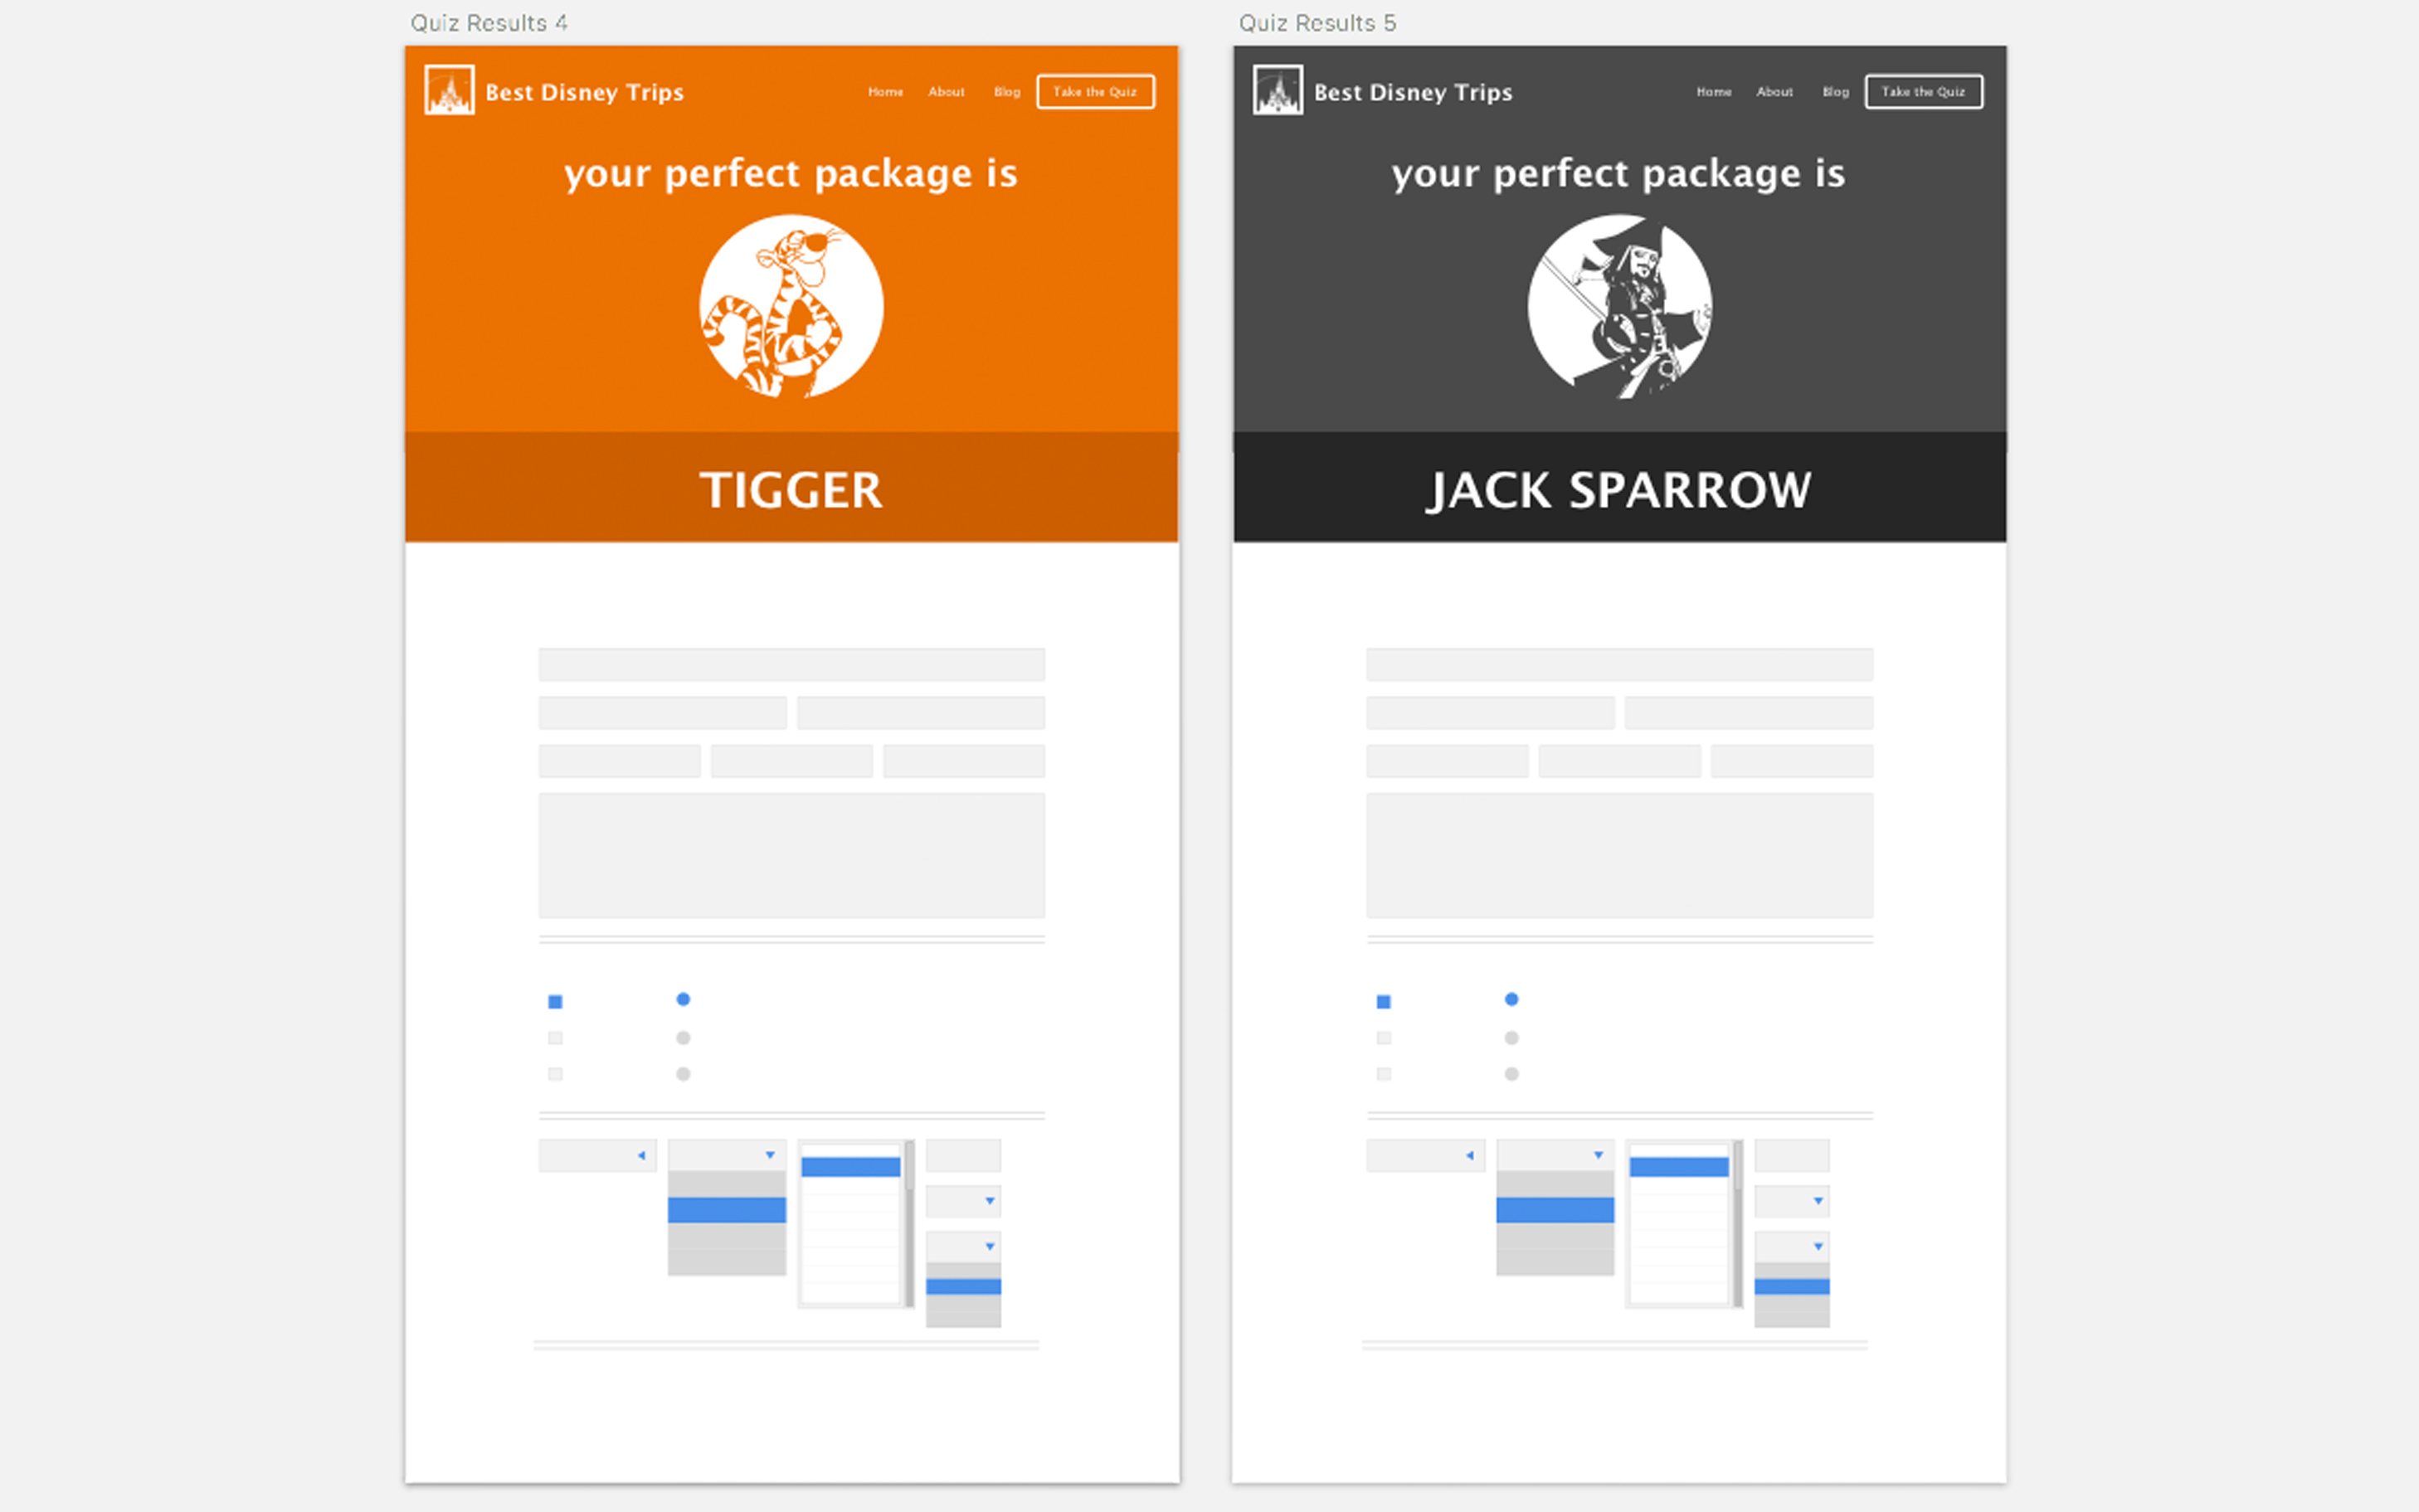 Quiz Results 4
Best Disney Trips
Home About Blog Take the Quiz
your perfect package is
TIGGER
Quiz Results 5
Best Disney Trips
Home About Blog Take the Quiz
your perfect package is
JACK SPARROW